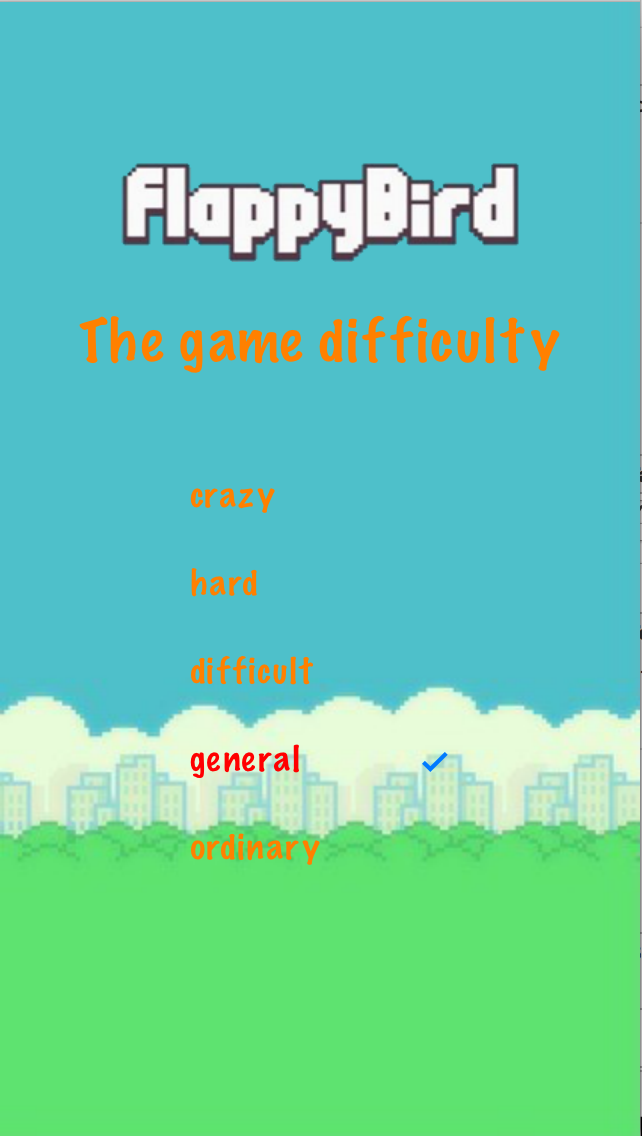 FlappyBird
The game difficulty
crazy
hard
difficult
general
ordinary